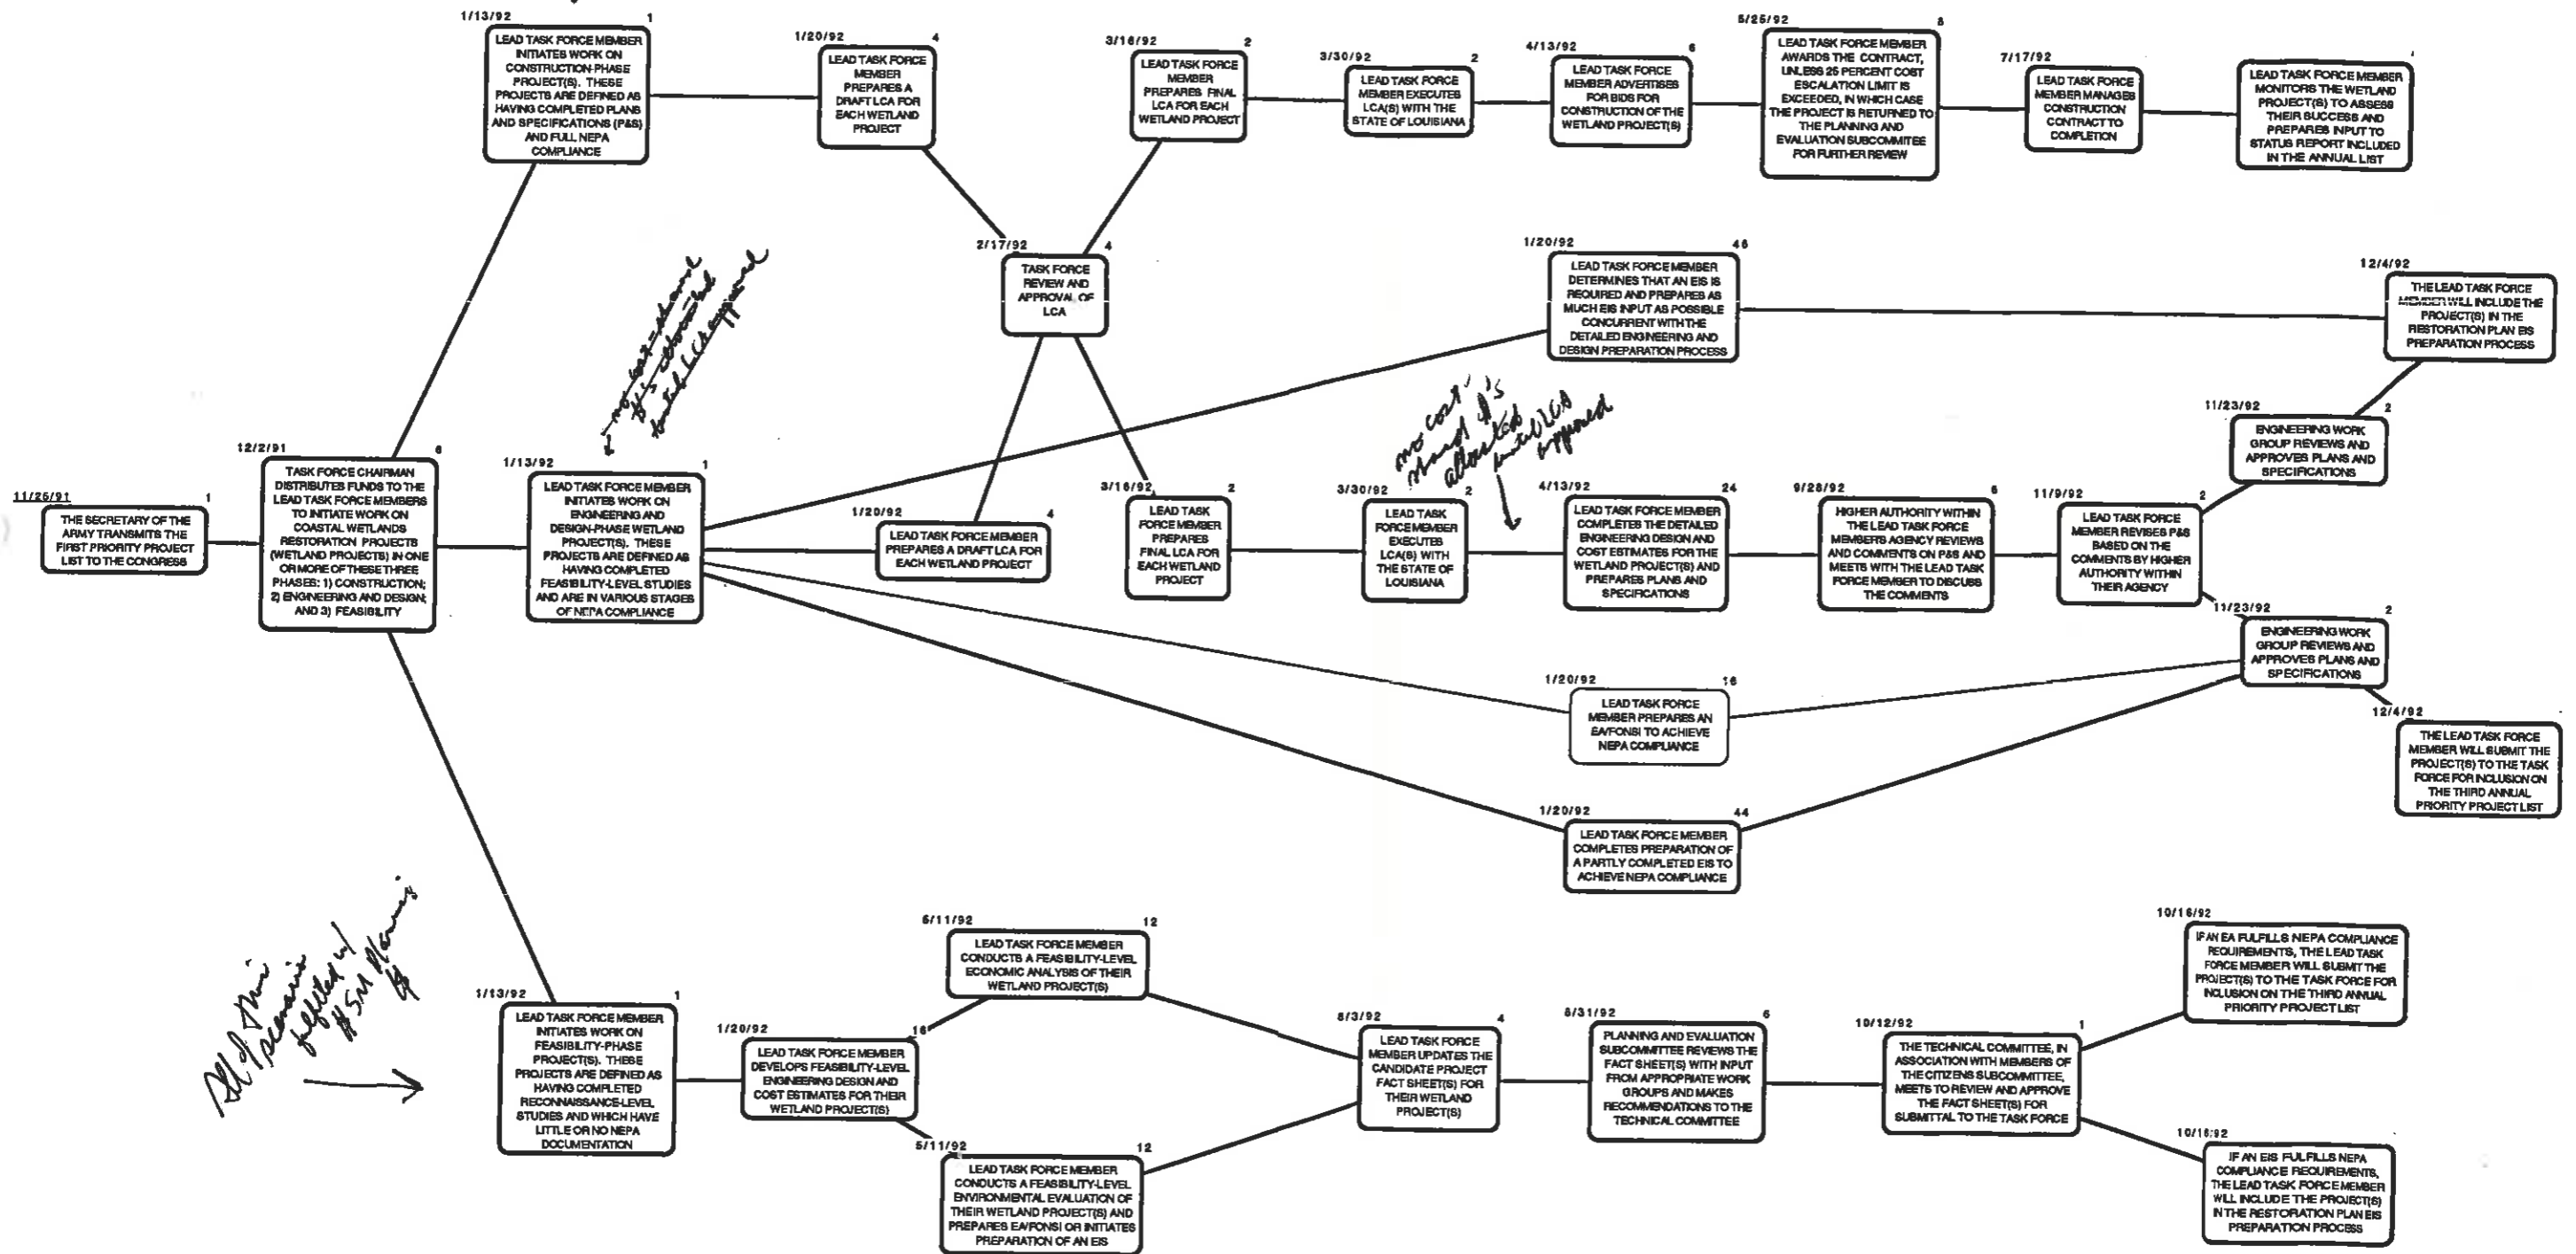 1/13/92 1
LEAD TASK FORCE MEMBER
INITIATES WORK ON
CONSTRUCTION-PHASE
PROJECT(S). THESE
PROJECTS ARE DEFINED AS
HAVING COMPLETED PLANS
AND SPECIFICATIONS (P&S)
AND FULL NEPA
COMPLIANCE
1/20/92 4
LEAD TASK FORCE
MEMBER
PREPARES A
DRAFT LCA FOR
EACH WETLAND
PROJECT
3/16/92 2
LEAD TASK FORCE
MEMBER
PREPARES FINAL
LCA FOR EACH
WETLAND PROJECT
3/30/92 2
LEAD TASK FORCE
MEMBER EXECUTES
LCA(S) WITH THE
STATE OF LOUISIANA
4/13/92 6
LEAD TASK FORCE
MEMBER ADVERTISES
FOR BIDS FOR
CONSTRUCTION OF THE
WETLAND PROJECT(S)
5/25/92 8
LEAD TASK FORCE MEMBER
AWARDS THE CONTRACT,
UNLESS 25 PERCENT COST
ESCALATION LIMIT IS
EXCEEDED, IN WHICH CASE
THE PROJECT IS RETURNED TO
THE PLANNING AND
EVALUATION SUBCOMMITEE
FOR FURTHER REVIEW
7/17/92
LEAD TASK FORCE
MEMBER MANAGES
CONSTRUCTION
CONTRACT TO
COMPLETION
LEAD TASK FORCE MEMBER
MONITORS THE WETLAND
PROJECT(S) TO ASSESS
THEIR SUCCESS AND
PREPARES INPUT TO
STATUS REPORT INCLUDED
IN THE ANNUAL LIST
2/17/92 4
TASK FORCE
REVIEW AND
APPROVAL OF
LCA
1/20/92 46
LEAD TASK FORCE MEMBER
DETERMINES THAT AN EIS IS
REQUIRED AND PREPARES AS
MUCH EIS INPUT AS POSSIBLE
CONCURRENT WITH THE
DETAILED ENGINEERING AND
DESIGN PREPARATION PROCESS
12/4/92
THE LEAD TASK FORCE
MEMBER WILL INCLUDE THE
PROJECT(S) IN THE
RESTORATION PLAN EIS
PREPARATION PROCESS
no cost-shared
$'s allocated
until LCA approved
no cost
shared $'s
allocated
until LCA
approved
11/23/92 2
ENGINEERING WORK
GROUP REVIEWS AND
APPROVES PLANS AND
SPECIFICATIONS
11/25/91 1
THE SECRETARY OF THE
ARMY TRANSMITS THE
FIRST PRIORITY PROJECT
LIST TO THE CONGRESS
12/2/91 6
TASK FORCE CHAIRMAN
DISTRIBUTES FUNDS TO THE
LEAD TASK FORCE MEMBERS
TO INITIATE WORK ON
COASTAL WETLANDS
RESTORATION PROJECTS
(WETLAND PROJECTS) IN ONE
OR MORE OF THESE THREE
PHASES: 1) CONSTRUCTION;
2) ENGINEERING AND DESIGN;
AND 3) FEASIBILITY
1/13/92 1
LEAD TASK FORCE MEMBER
INITIATES WORK ON
ENGINEERING AND
DESIGN-PHASE WETLAND
PROJECT(S). THESE
PROJECTS ARE DEFINED AS
HAVING COMPLETED
FEASIBILITY-LEVEL STUDIES
AND ARE IN VARIOUS STAGES
OF NEPA COMPLIANCE
1/20/92 4
LEAD TASK FORCE MEMBER
PREPARES A DRAFT LCA FOR
EACH WETLAND PROJECT
3/16/92 2
LEAD TASK
FORCE MEMBER
PREPARES
FINAL LCA FOR
EACH WETLAND
PROJECT
3/30/92 2
LEAD TASK
FORCE MEMBER
EXECUTES
LCA(S) WITH
THE STATE OF
LOUISIANA
4/13/92 24
LEAD TASK FORCE MEMBER
COMPLETES THE DETAILED
ENGINEERING DESIGN AND
COST ESTIMATES FOR THE
WETLAND PROJECT(S) AND
PREPARES PLANS AND
SPECIFICATIONS
9/28/92 6
HIGHER AUTHORITY WITHIN
THE LEAD TASK FORCE
MEMBERS AGENCY REVIEWS
AND COMMENTS ON P&S AND
MEETS WITH THE LEAD TASK
FORCE MEMBER TO DISCUSS
THE COMMENTS
11/9/92 2
LEAD TASK FORCE
MEMBER REVISES P&S
BASED ON THE
COMMENTS BY HIGHER
AUTHORITY WITHIN
THEIR AGENCY
11/23/92 2
ENGINEERING WORK
GROUP REVIEWS AND
APPROVES PLANS AND
SPECIFICATIONS
1/20/92 16
LEAD TASK FORCE
MEMBER PREPARES AN
EA/FONSI TO ACHIEVE
NEPA COMPLIANCE
12/4/92
THE LEAD TASK FORCE
MEMBER WILL SUBMIT THE
PROJECT(S) TO THE TASK
FORCE FOR INCLUSION ON
THE THIRD ANNUAL
PRIORITY PROJECT LIST
1/20/92 44
LEAD TASK FORCE MEMBER
COMPLETES PREPARATION OF
A PARTLY COMPLETED EIS TO
ACHIEVE NEPA COMPLIANCE
All of this
scenario
w/
$5M Planning
$
1/13/92 1
LEAD TASK FORCE MEMBER
INITIATES WORK ON
FEASIBILITY-PHASE
PROJECT(S). THESE
PROJECTS ARE DEFINED AS
HAVING COMPLETED
RECONNAISSANCE-LEVEL
STUDIES AND WHICH HAVE
LITTLE OR NO NEPA
DOCUMENTATION
1/20/92 16
LEAD TASK FORCE MEMBER
DEVELOPS FEASIBILITY-LEVEL
ENGINEERING DESIGN AND
COST ESTIMATES FOR THEIR
WETLAND PROJECT(S)
5/11/92 12
LEAD TASK FORCE MEMBER
CONDUCTS A FEASIBILITY-LEVEL
ECONOMIC ANALYSIS OF THEIR
WETLAND PROJECT(S)
5/11/92 12
LEAD TASK FORCE MEMBER
CONDUCTS A FEASIBILITY-LEVEL
ENVIRONMENTAL EVALUATION OF
THEIR WETLAND PROJECT(S) AND
PREPARES EA/FONSI OR INITIATES
PREPARATION OF AN EIS
8/3/92 4
LEAD TASK FORCE
MEMBER UPDATES THE
CANDIDATE PROJECT
FACT SHEET(S) FOR
THEIR WETLAND
PROJECT(S)
8/31/92 6
PLANNING AND EVALUATION
SUBCOMMITTEE REVIEWS THE
FACT SHEET(S) WITH INPUT
FROM APPROPRIATE WORK
GROUPS AND MAKES
RECOMMENDATIONS TO THE
TECHNICAL COMMITTEE
10/12/92 1
THE TECHNICAL COMMITTEE, IN
ASSOCIATION WITH MEMBERS OF
THE CITIZENS SUBCOMMITTEE,
MEETS TO REVIEW AND APPROVE
THE FACT SHEET(S) FOR
SUBMITTAL TO THE TASK FORCE
10/16/92
IF AN EA FULFILLS NEPA COMPLIANCE
REQUIREMENTS, THE LEAD TASK
FORCE MEMBER WILL SUBMIT THE
PROJECT(S) TO THE TASK FORCE FOR
INCLUSION ON THE THIRD ANNUAL
PRIORITY PROJECT LIST
10/16/92
IF AN EIS FULFILLS NEPA
COMPLIANCE REQUIREMENTS,
THE LEAD TASK FORCE MEMBER
WILL INCLUDE THE PROJECT(S)
IN THE RESTORATION PLAN EIS
PREPARATION PROCESS